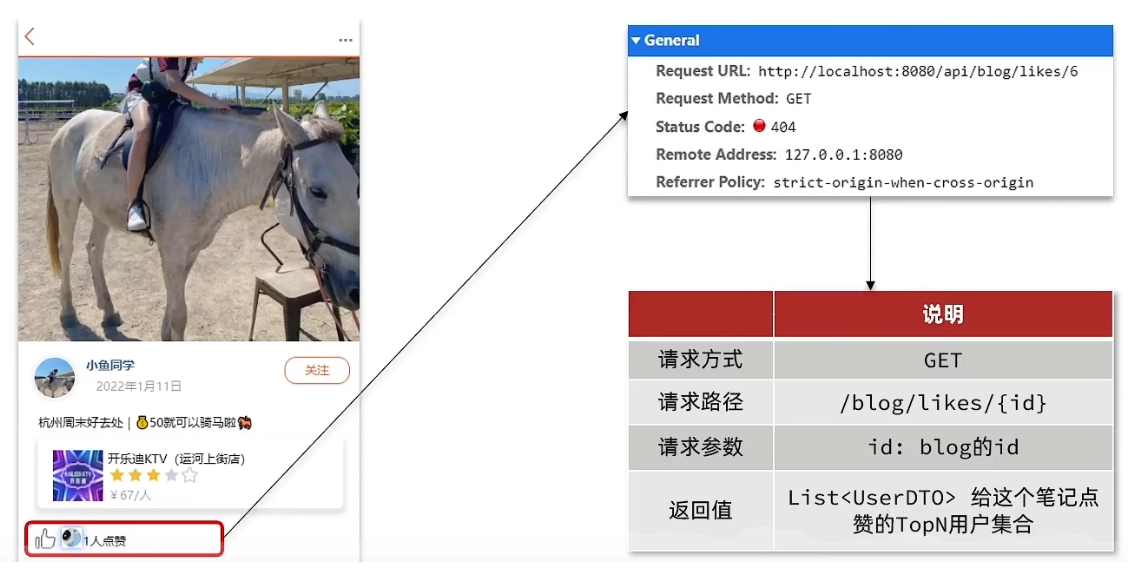 ...
小鱼同学
关注
2022年1月11日
杭州周末好去处 | 💰50就可以骑马啦🐎
开乐迪KTV（运河上街店）
￥67/人
1人点赞
General
Request URL: http://localhost:8080/api/blog/likes/6
Request Method: GET
Status Code: 404
Remote Address: 127.0.0.1:8080
Referrer Policy: strict-origin-when-cross-origin
说明
请求方式 GET
请求路径 /blog/likes/{id}
请求参数 id: blog的id
返回值 List<UserDTO> 给这个笔记点
赞的TopN用户集合